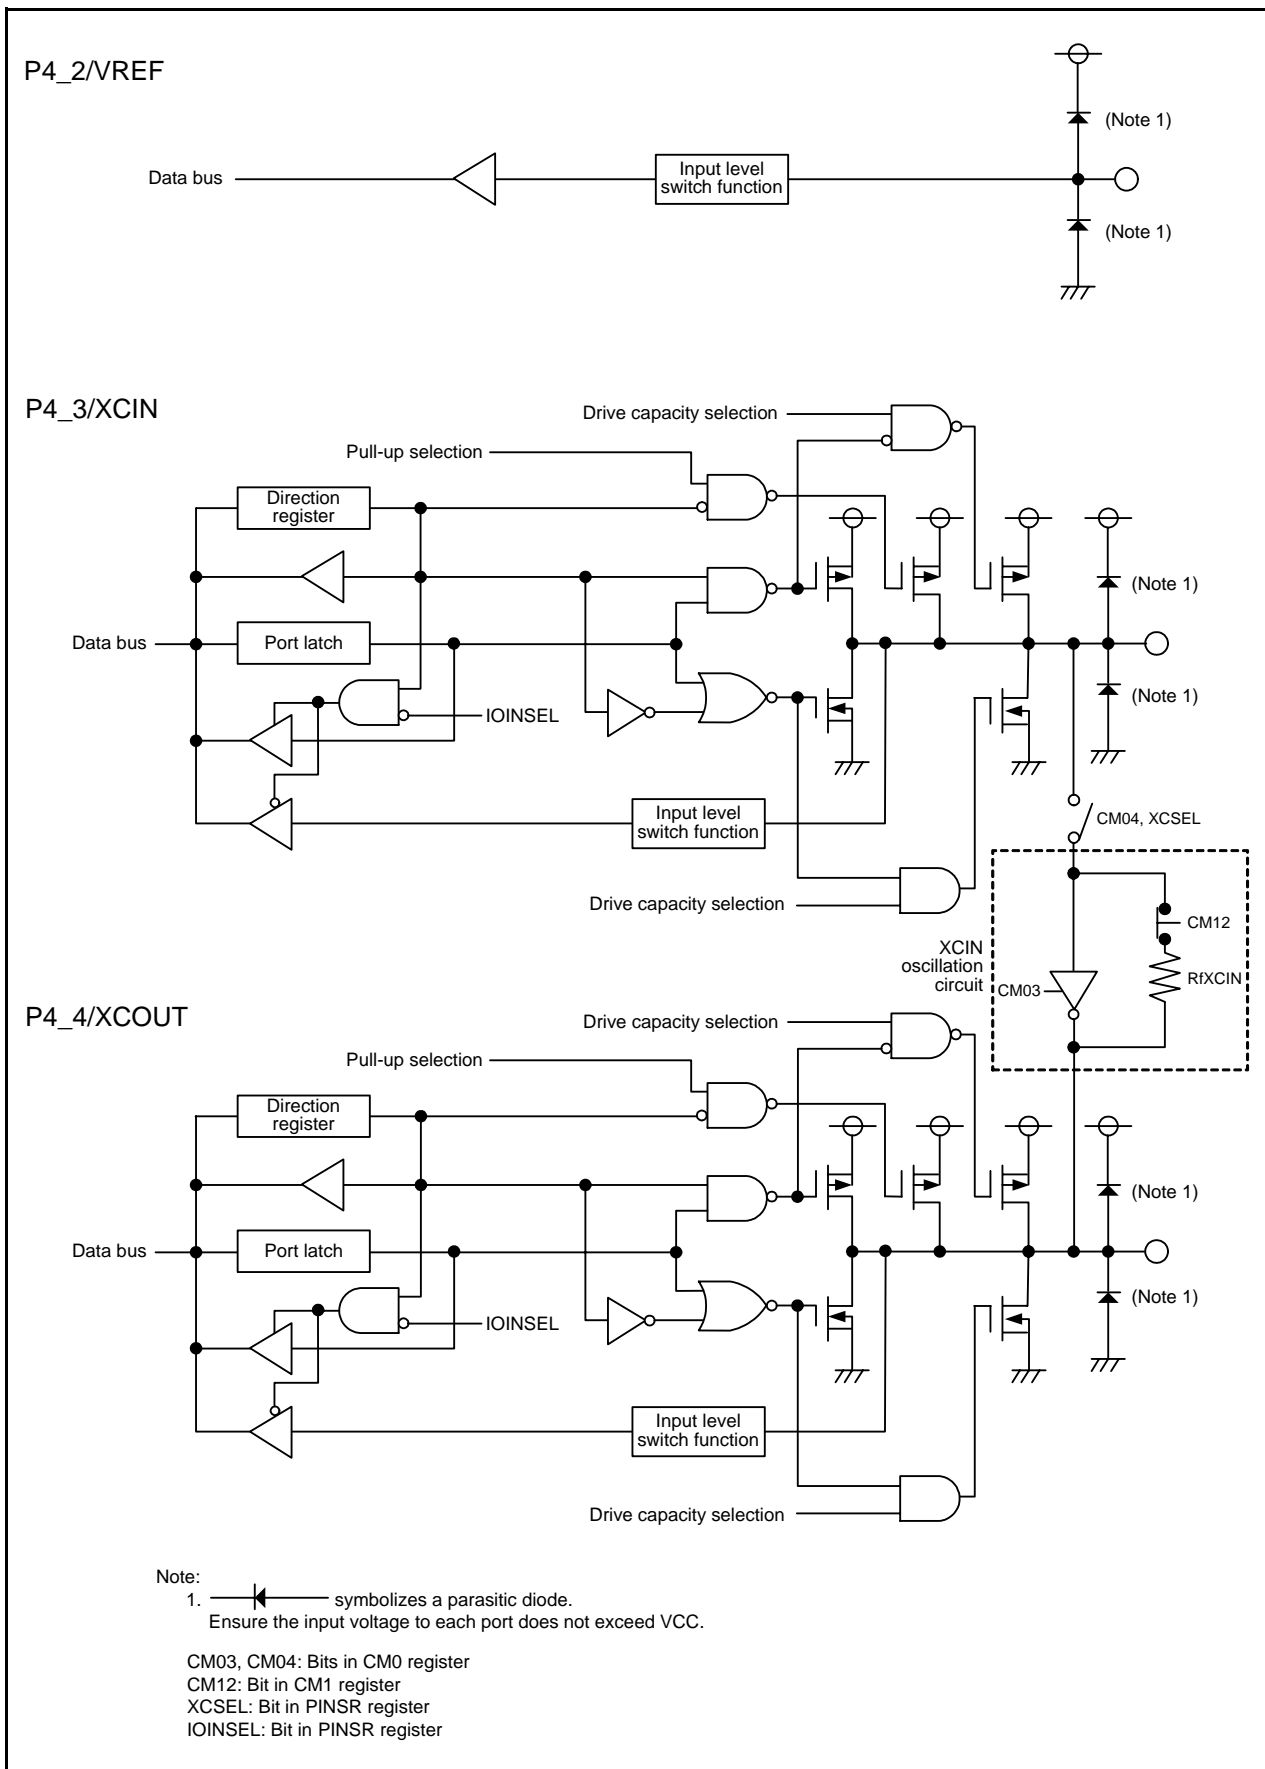 P4_2/VREF
(Note 1)
Data bus
Input level
switch function
(Note 1)
P4_3/XCIN
Drive capacity selection
Pull-up selection
Direction
register
(Note 1)
Data bus
Port latch
(Note 1)
IOINSEL
Input level
switch function
CM04, XCSEL
Drive capacity selection
XCIN
oscillation
circuit
CM12
CM03
RfXCIN
P4_4/XCOUT
Drive capacity selection
Pull-up selection
Direction
register
(Note 1)
Data bus
Port latch
(Note 1)
IOINSEL
Input level
switch function
Drive capacity selection
Note:
1. symbolizes a parasitic diode.
Ensure the input voltage to each port does not exceed VCC.
CM03, CM04: Bits in CM0 register
CM12: Bit in CM1 register
XCSEL: Bit in PINSR register
IOINSEL: Bit in PINSR register